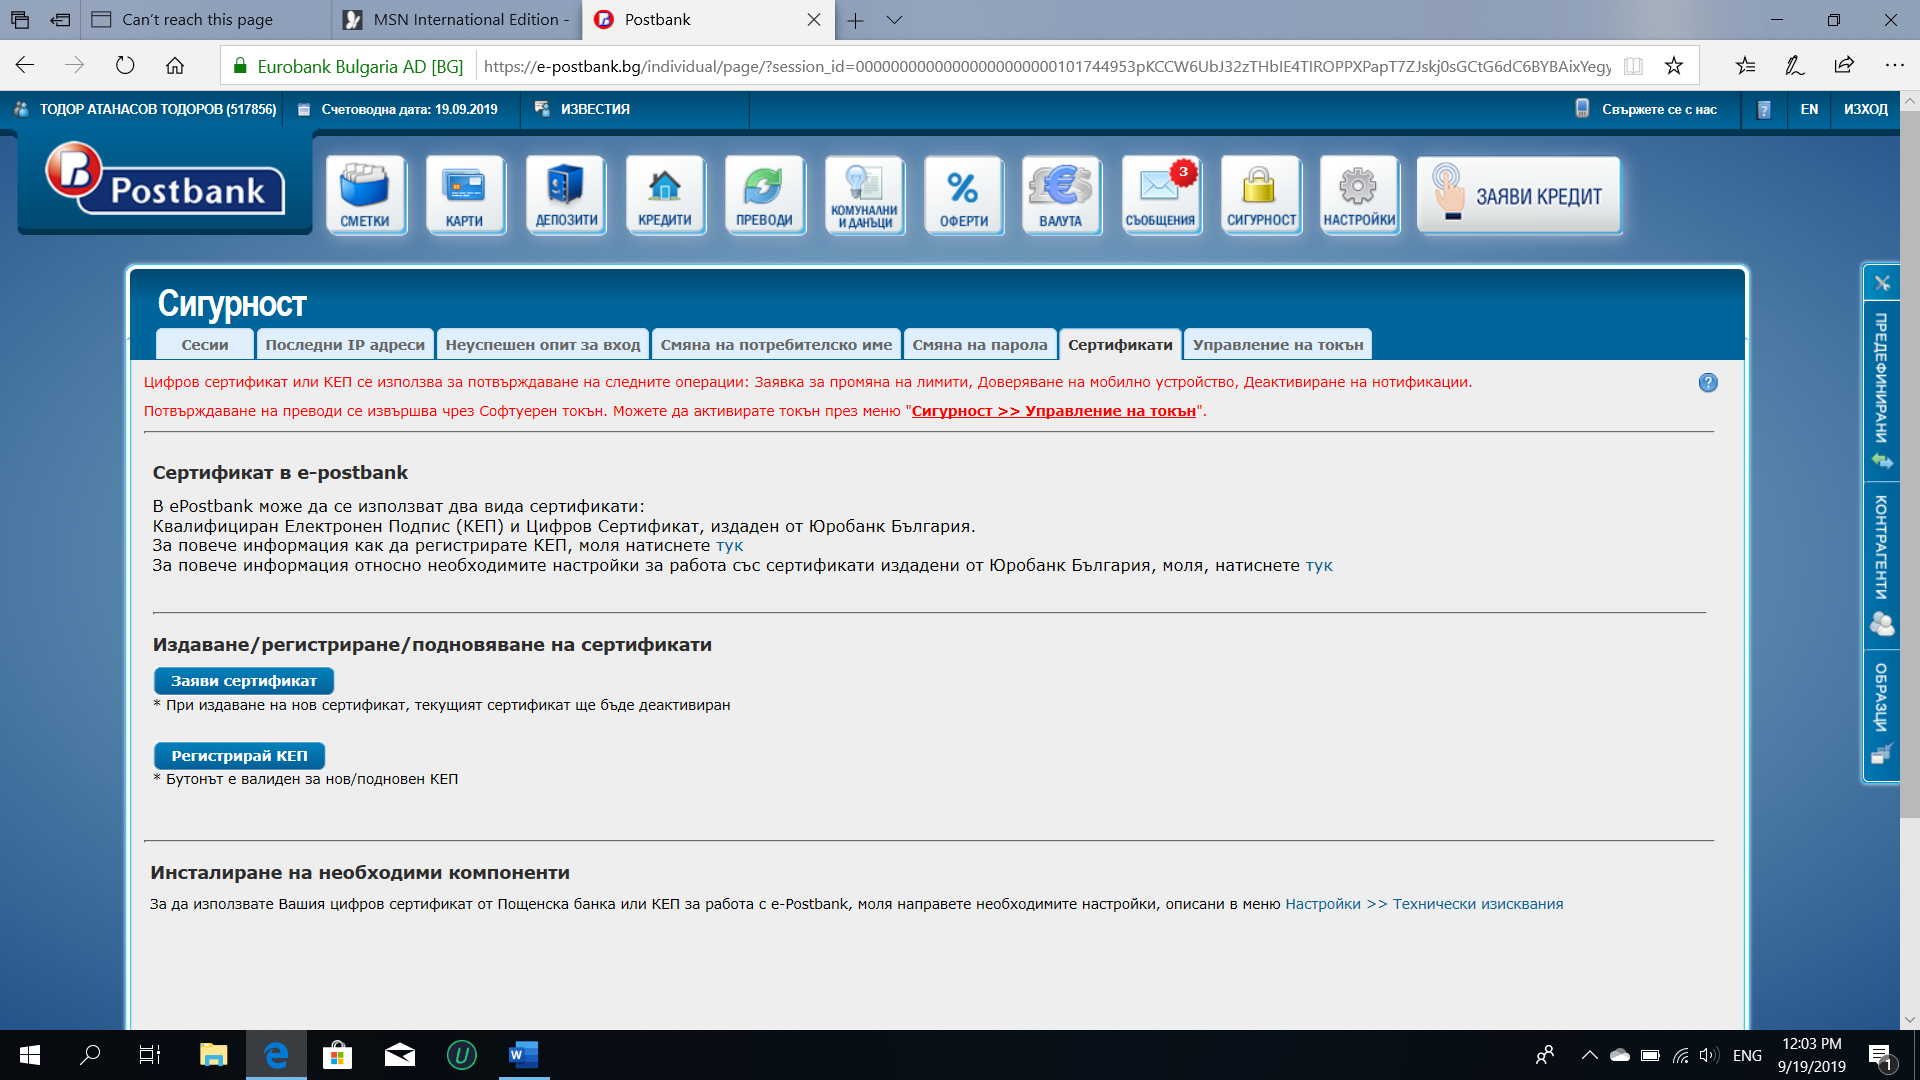 Can't reach this page
MSN International Edition -
Postbank
Eurobank Bulgaria AD [BG]
https://e-postbank.bg/individual/page/?session_id=
ТОДОР АТАНАСОВ ТОДОРОВ (517856)
Счетоводна дата: 19.09.2019
ИЗВЕСТИЯ
Свържете се с нас
EN
ИЗХОД
Postbank
СМЕТКИ
КАРТИ
ДЕПОЗИТИ
КРЕДИТИ
ПРЕВОДИ
КОМУНАЛНИ
И ДАНЪЦИ
ОФЕРТИ
ВАЛУТА
3
СЪОБЩЕНИЯ
СИГУРНОСТ
НАСТРОЙКИ
ЗАЯВИ КРЕДИТ
Сигурност
Сесии
Последни IP адреси
Неуспешен опит за вход
Смяна на потребителско име
Смяна на парола
Сертификати
Управление на токън
Цифров сертификат или КЕП се използва за потвърждаване на следните операции: Заявка за промяна на лимити, Доверяване на мобилно устройство, Деактивиране на нотификации.
Потвърждаване на преводи се извършва чрез Софтуерен токън. Можете да активирате токън през меню "Сигурност >> Управление на токън".
Сертификат в e-postbank
В ePostbank може да се използват два вида сертификати:
Квалифициран Електронен Подпис (КЕП) и Цифров Сертификат, издаден от Юробанк България.
За повече информация как да регистрирате КЕП, моля натиснете тук
За повече информация относно необходимите настройки за работа със сертификати издадени от Юробанк България, моля, натиснете тук
Издаване/регистриране/подновяване на сертификати
Заяви сертификат
* При издаване на нов сертификат, текущият сертификат ще бъде деактивиран
Регистрирай КЕП
* Бутонът е валиден за нов/подновен КЕП
Инсталиране на необходими компоненти
За да използвате Вашия цифров сертификат от Пощенска банка или КЕП за работа с e-Postbank, моля направете необходимите настройки, описани в меню Настройки >> Технически изисквания
ПРЕДЕФИНИРАНИ
КОНТРАГЕНТИ
ОБРАЗЦИ
ENG
12:03 PM
9/19/2019
1